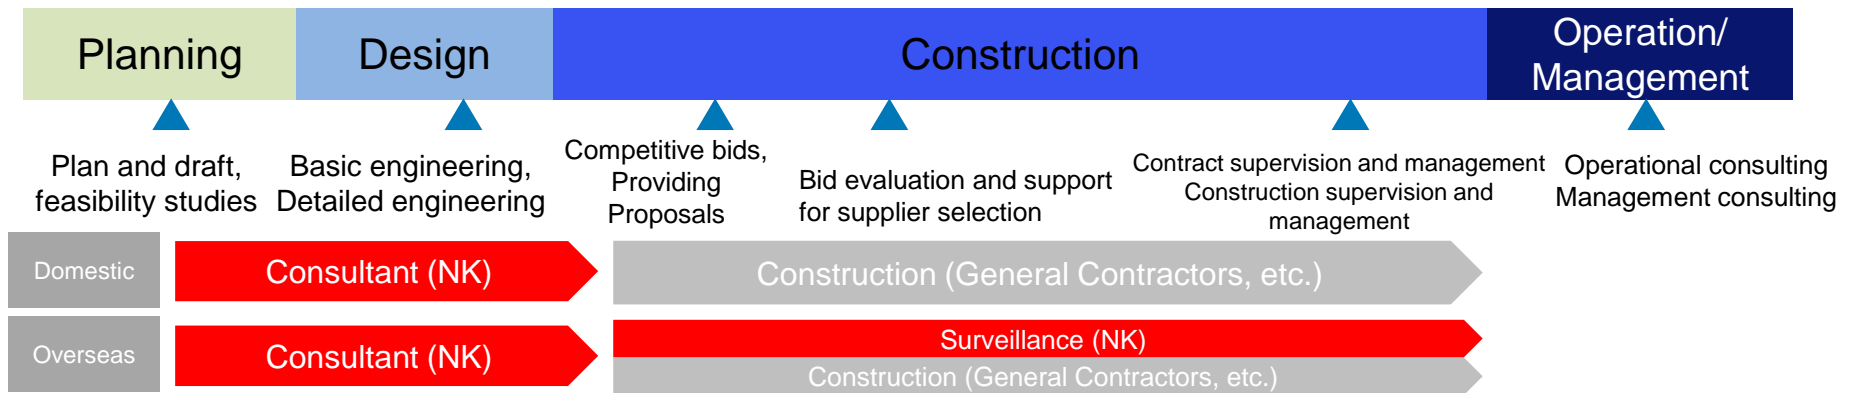 Planning
Design
Construction
Operation/
Management
Plan and draft,
feasibility studies
Basic engineering,
Detailed engineering
Competitive bids,
Providing
Proposals
Bid evaluation and support
for supplier selection
Contract supervision and management
Construction supervision and
management
Operational consulting
Management consulting
Domestic
Consultant (NK)
Construction (General Contractors, etc.)
Overseas
Consultant (NK)
Surveillance (NK)
Construction (General Contractors, etc.)